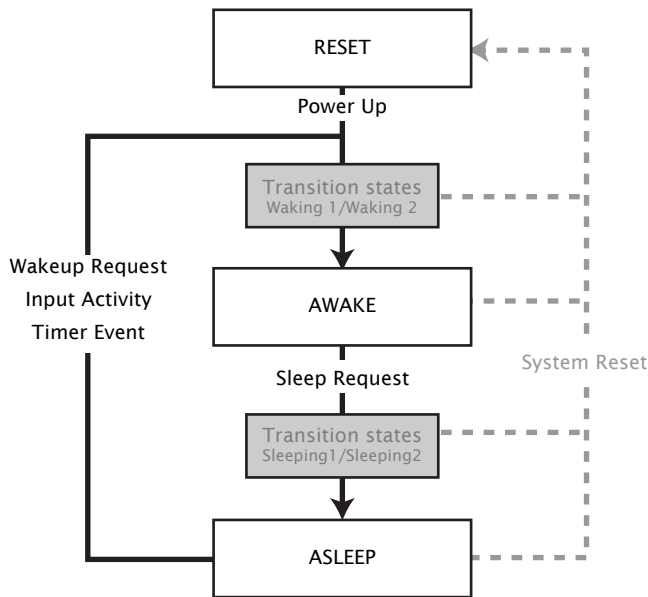 RESET
Power Up
Transition states
Waking 1/Waking 2
Wakeup Request
Input Activity
Timer Event
AWAKE
System Reset
Sleep Request
Transition states
Sleeping1/Sleeping2
ASLEEP